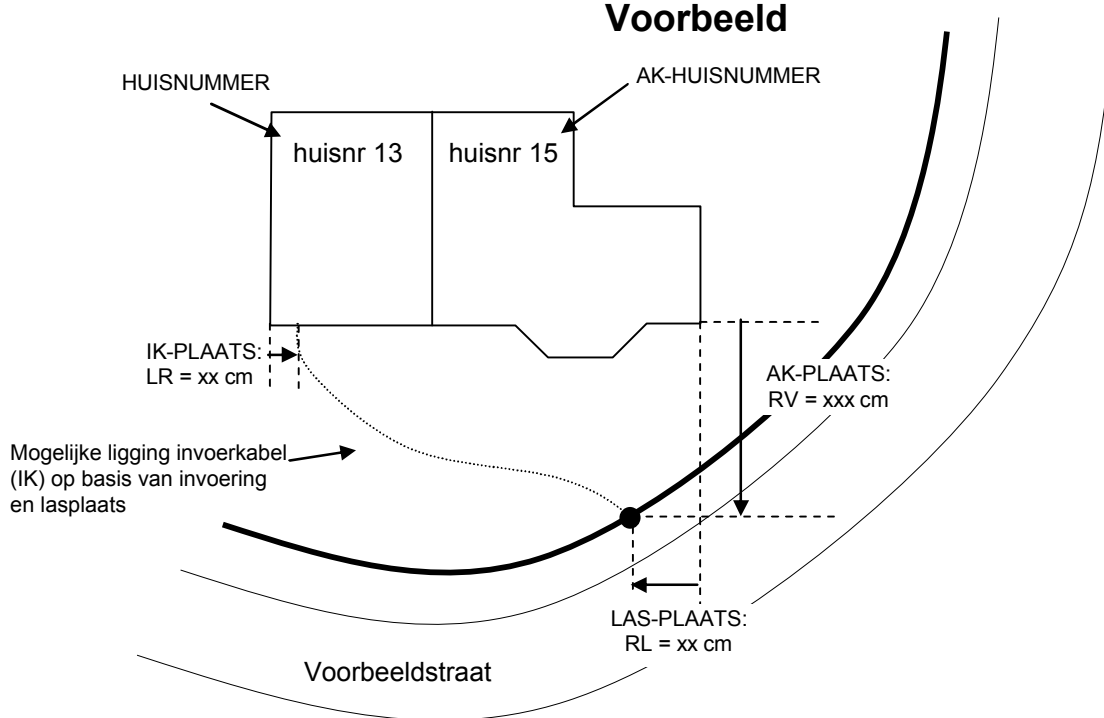 Voorbeeld
HUISNUMMER
AK-HUISNUMMER
huisnr 13
huisnr 15
IK-PLAATS:
LR = xx cm
AK-PLAATS:
RV = xxx cm
Mogelijke ligging invoerkabel
(IK) op basis van invoering
en lasplaats
LAS-PLAATS:
RL = xx cm
Voorbeeldstraat